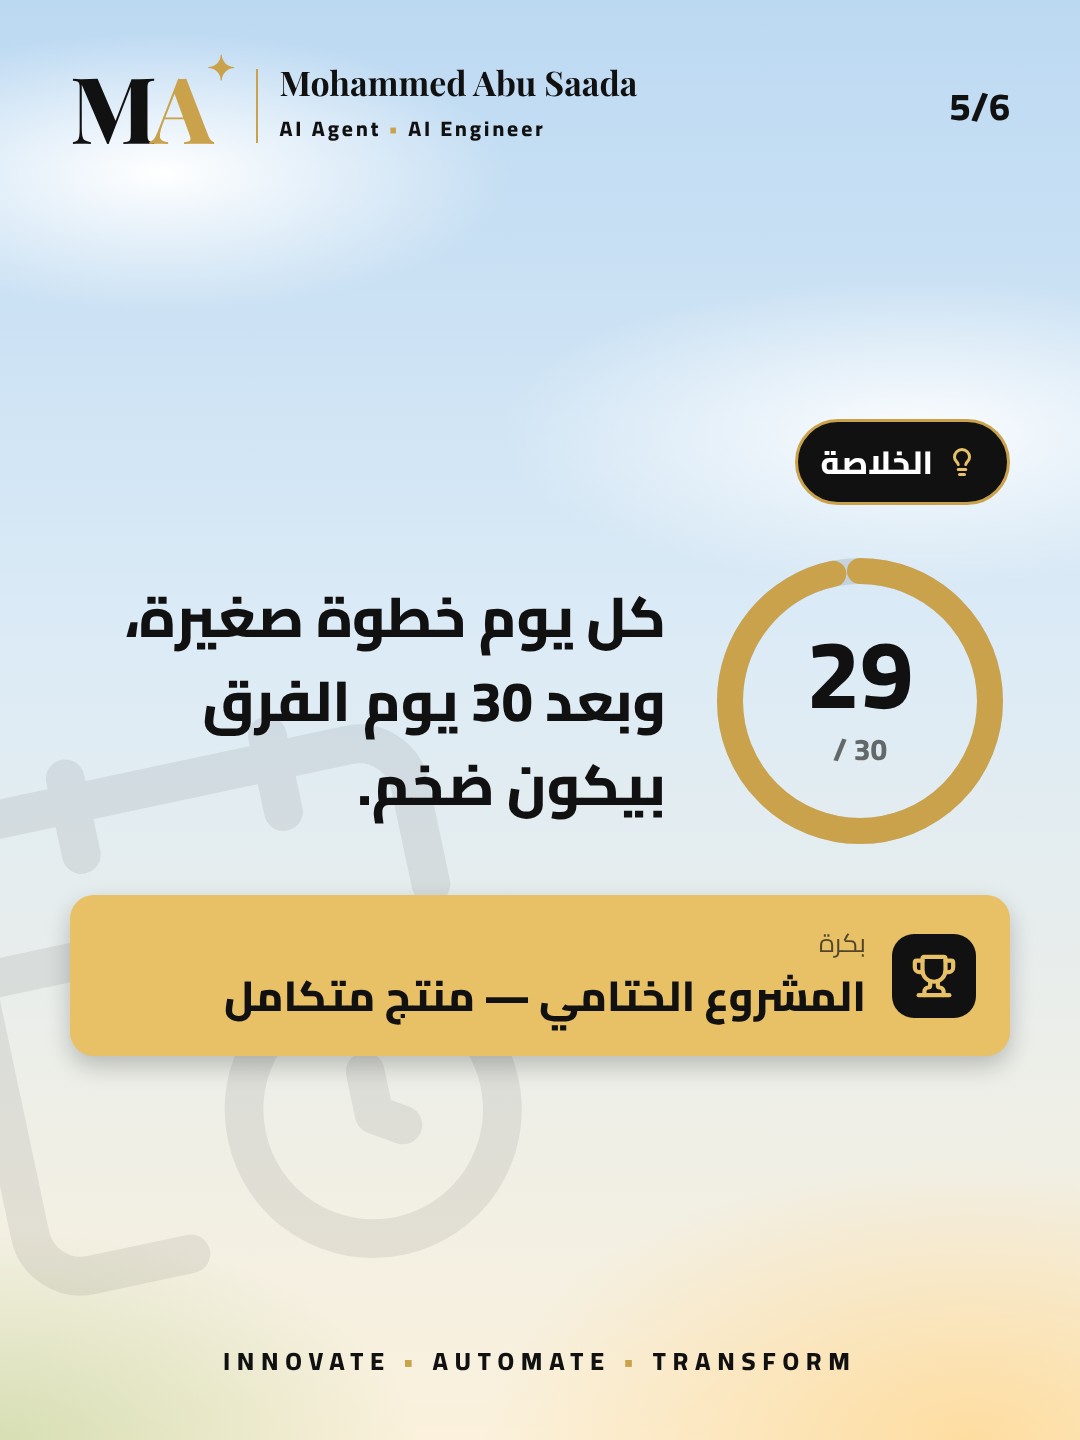 MA
Mohammed Abu Saada
AI Agent ▪ AI Engineer
5/6
الخلاصة
29
/ 30
كل يوم خطوة صغيرة،
وبعد 30 يوم الفرق
بيكون ضخم.
بكرة
المشروع الختامي — منتج متكامل
INNOVATE ▪ AUTOMATE ▪ TRANSFORM